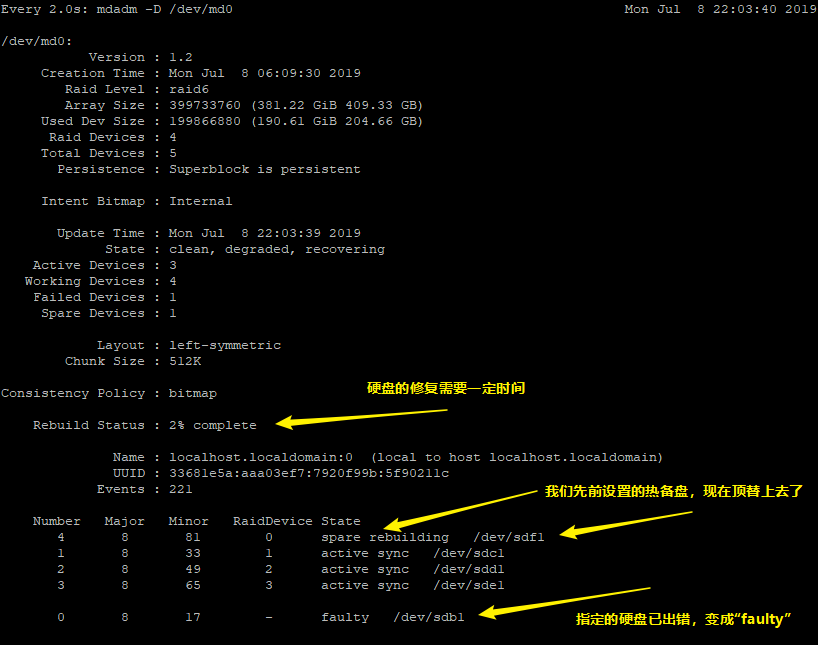 Every 2.0s: mdadm -D /dev/md0 Mon Jul 8 22:03:40 2019
/dev/md0:
Version : 1.2
Creation Time : Mon Jul 8 06:09:30 2019
Raid Level : raid6
Array Size : 399733760 (381.22 GiB 409.33 GB)
Used Dev Size : 199866880 (190.61 GiB 204.66 GB)
Raid Devices : 4
Total Devices : 5
Persistence : Superblock is persistent
Intent Bitmap : Internal
Update Time : Mon Jul 8 22:03:39 2019
State : clean, degraded, recovering
Active Devices : 3
Working Devices : 4
Failed Devices : 1
Spare Devices : 1
Layout : left-symmetric
Chunk Size : 512K
硬盘的修复需要一定时间
Consistency Policy : bitmap
Rebuild Status : 2% complete
Name : localhost.localdomain:0 (local to host localhost.localdomain)
UUID : 33681e5a:aaa03ef7:7920f99b:5f90211c
Events : 221
我们先前设置的热备盘，现在顶替上去了
Number Major Minor RaidDevice State
4 8 81 0 spare rebuilding /dev/sdf1
1 8 33 1 active sync /dev/sdc1
2 8 49 2 active sync /dev/sdd1
3 8 65 3 active sync /dev/sde1
0 8 17 - faulty /dev/sdb1
指定的硬盘已出错，变成“faulty”